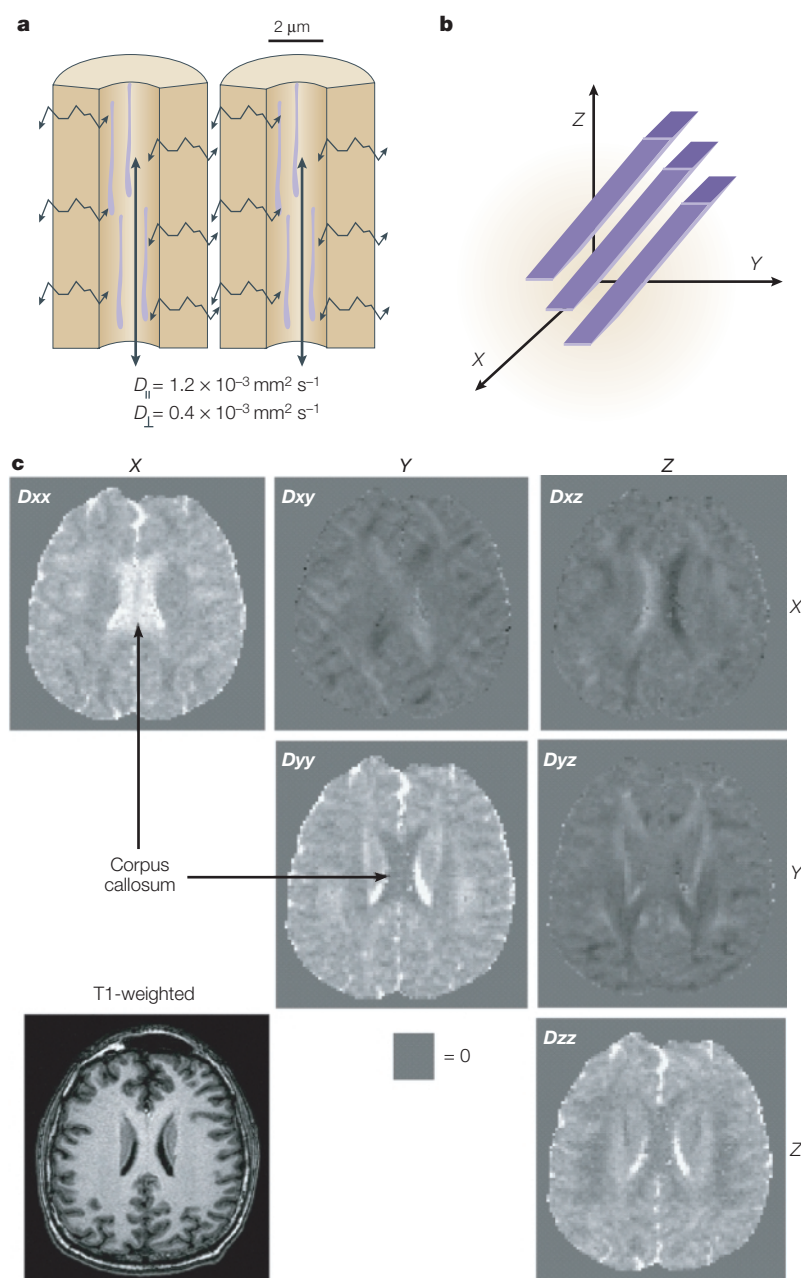 a
2 μm
D∥ = 1.2 × 10⁻³ mm² s⁻¹
D⊥ = 0.4 × 10⁻³ mm² s⁻¹
b
Z
Y
X
c
X
Y
Z
Dxx
Dxy
Dxz
X
Dyy
Dyz
Corpus
callosum
Y
T1-weighted
= 0
Dzz
Z